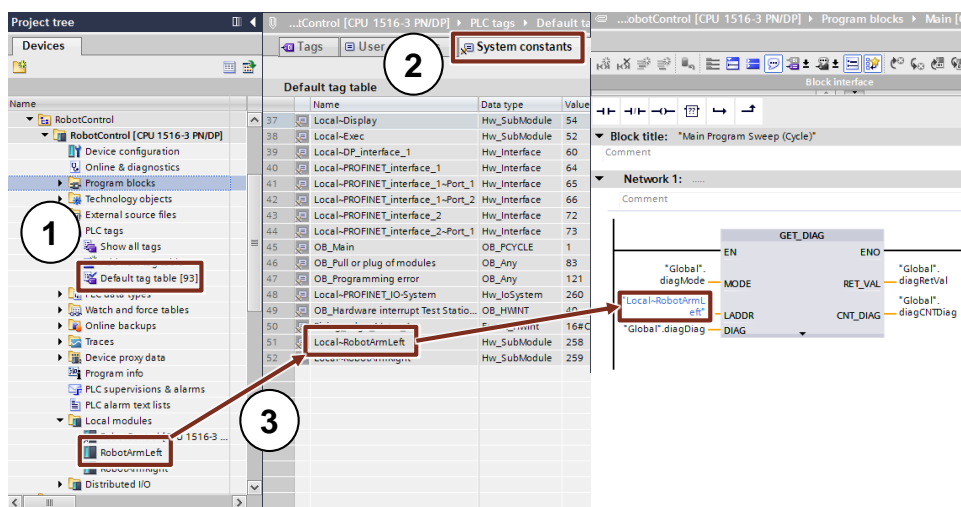 Project tree
Devices
Name
RobotControl
RobotControl [CPU 1516-3 PN/DP]
Device configuration
Online & diagnostics
Program blocks
Technology objects
External source files
PLC tags
Show all tags
Default tag table [93]
PLC data types
Watch and force tables
Online backups
Traces
Device proxy data
Program info
PLC supervisions & alarms
PLC alarm text lists
Local modules
1516-3 ...
RobotArmLeft
RobotArmRight
Distributed I/O
1
2
3
...tControl [CPU 1516-3 PN/DP] ▸ PLC tags ▸ Default ta
Tags
User
System constants
Default tag table
Name Data type Value
37 Local~Display Hw_SubModule 54
38 Local~Exec Hw_SubModule 52
39 Local~DP_interface_1 Hw_Interface 60
40 Local~PROFINET_interface_1 Hw_Interface 64
41 Local~PROFINET_interface_1~Port_1 Hw_Interface 65
42 Local~PROFINET_interface_1~Port_2 Hw_Interface 66
43 Local~PROFINET_interface_2 Hw_Interface 72
44 Local~PROFINET_interface_2~Port_1 Hw_Interface 73
45 OB_Main OB_PCYCLE 1
46 OB_Pull or plug of modules OB_Any 83
47 OB_Programming error OB_Any 121
48 Local~PROFINET_IO-System Hw_IoSystem 260
49 OB_Hardware interrupt Test Statio... OB_HWINT 40
50 16#C
51 Local~RobotArmLeft Hw_SubModule 258
52 Local~RobotArmRight Hw_SubModule 259
...obotControl [CPU 1516-3 PN/DP] ▸ Program blocks ▸ Main [
Block interface
Block title: "Main Program Sweep (Cycle)"
Comment
Network 1: .....
Comment
GET_DIAG
EN ENO
"Global".
diagMode MODE
"Local~RobotArmL
eft" LADDR
"Global".diagDiag DIAG
RET_VAL
"Global".
diagRetVal
CNT_DIAG
"Global".
diagCNTDiag